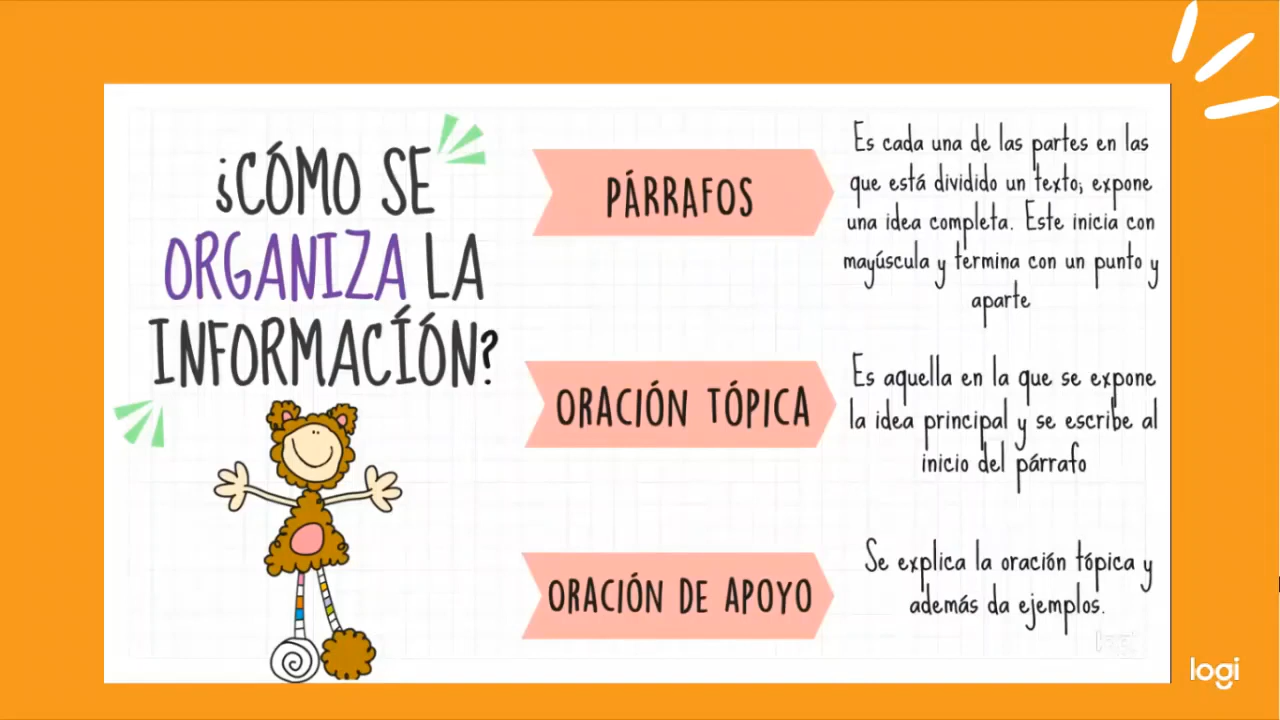 ¿CÓMO SE
ORGANIZA LA
INFORMACÍÓN?
PÁRRAFOS
Es cada una de las partes en las
que está dividido un texto; expone
una idea completa. Este inicia con
mayúscula y termina con un punto y
aparte
ORACIÓN TÓPICA
Es aquella en la que se expone
la idea principal y se escribe al
inicio del párrafo
ORACIÓN DE APOYO
Se explica la oración tópica y
además da ejemplos.
logi